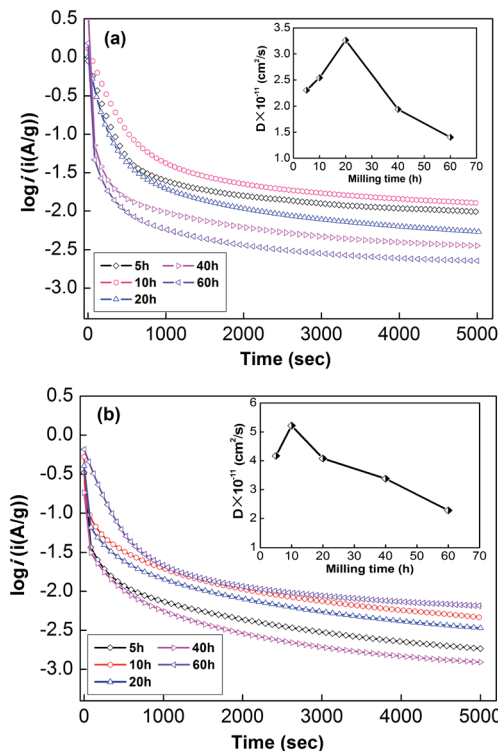 (a)
log i (i(A/g))
0.5
0.0
-0.5
-1.0
-1.5
-2.0
-2.5
-3.0
0 1000 2000 3000 4000 5000
Time (sec)
5h 40h
10h 60h
20h
D×10⁻¹¹ (cm²/s)
3.5
3.0
2.5
2.0
1.5
1.0
0 10 20 30 40 50 60 70
Milling time (h)
(b)
log i (i(A/g))
0.5
0.0
-0.5
-1.0
-1.5
-2.0
-2.5
-3.0
0 1000 2000 3000 4000 5000
Time (sec)
5h 40h
10h 60h
20h
D×10⁻¹¹ (cm²/s)
6
5
4
3
2
1
0 10 20 30 40 50 60 70
Milling time (h)